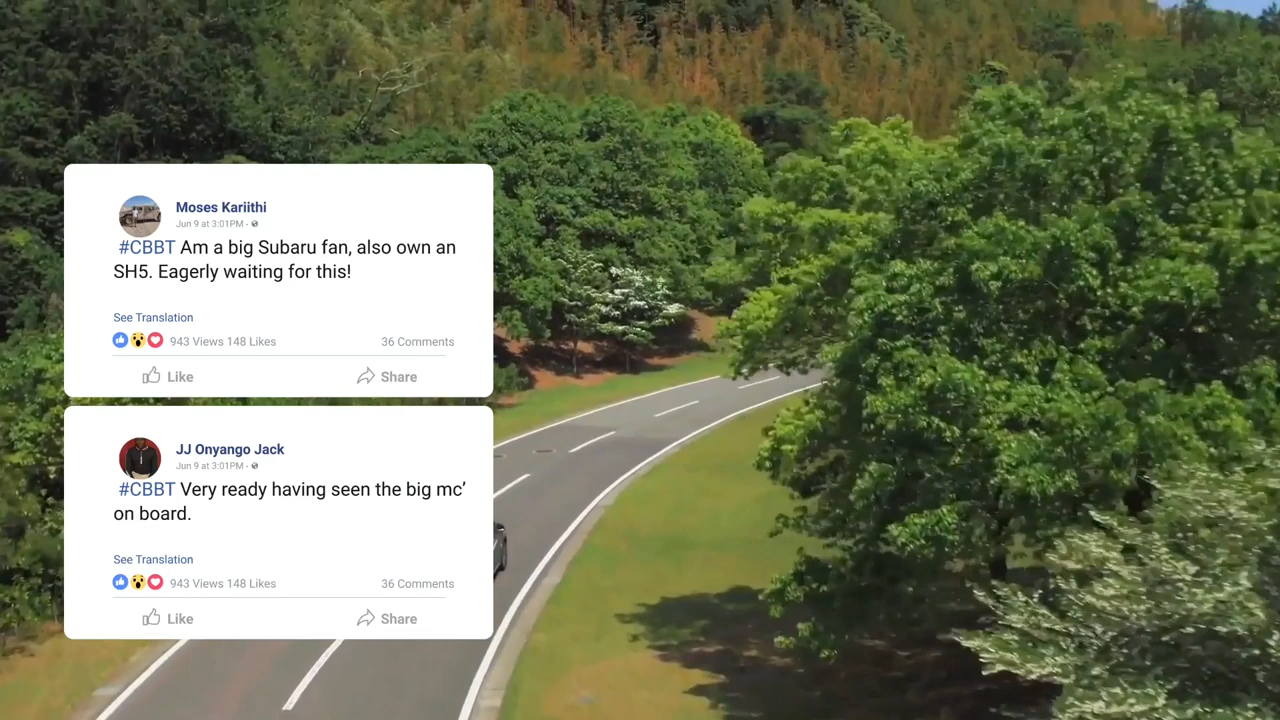 Moses Kariithi
Jun 9 at 3:01PM -
#CBBT Am a big Subaru fan, also own an
SH5. Eagerly waiting for this!
See Translation
943 Views 148 Likes 36 Comments
Like Share
JJ Onyango Jack
Jun 9 at 3:01PM -
#CBBT Very ready having seen the big mc’
on board.
See Translation
943 Views 148 Likes 36 Comments
Like Share